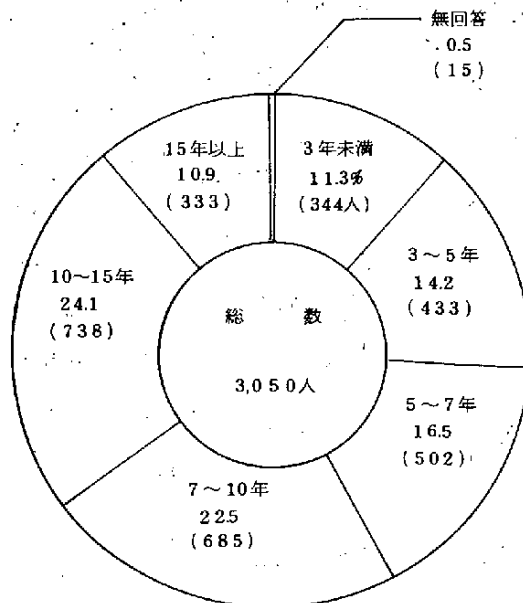 無回答
0.5
(15)
3年未満
11.3%
(344人)
3～5年
14.2
(433)
5～7年
16.5
(502)
7～10年
22.5
(685)
10～15年
24.1
(738)
15年以上
10.9
(333)
総 数
3,050人